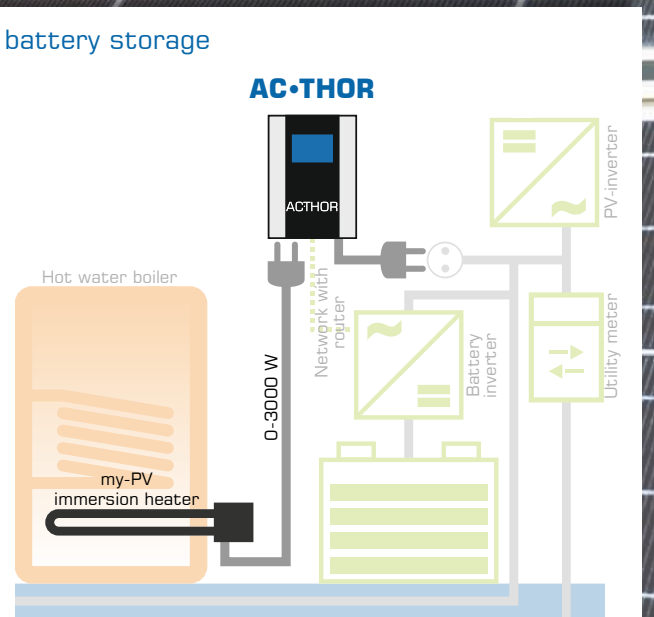 battery storage
AC•THOR
ACTHOR
PV-inverter
Hot water boiler
Network with
router
Battery
inverter
Utility meter
0-3000 W
my-PV
immersion heater